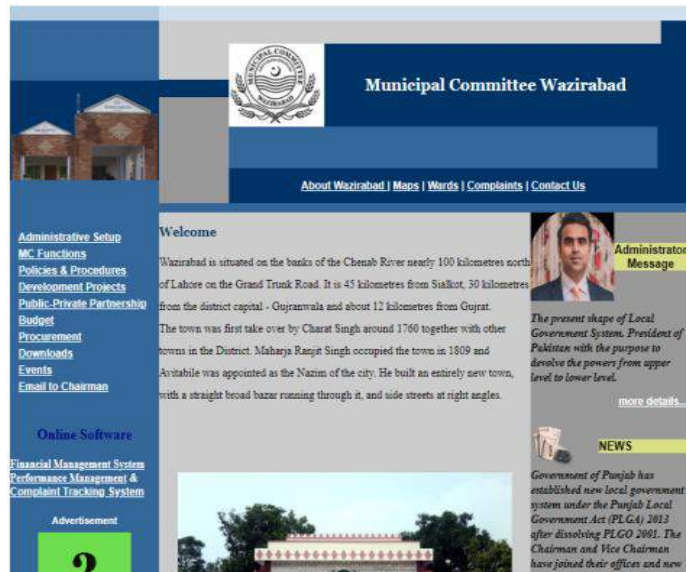 MUNICIPAL COMMITTEE
WAZIRABAD
Municipal Committee Wazirabad
About Wazirabad | Maps | Wards | Complaints | Contact Us
Administrative Setup
MC Functions
Policies & Procedures
Development Projects
Public-Private Partnership
Budget
Procurement
Downloads
Events
Email to Chairman
Online Software
Financial Management System
Performance Management &
Complaint Tracking System
Advertisement
?
Welcome
Wazirabad is situated on the banks of the Chenab River nearly 100 kilometres north
of Lahore on the Grand Trunk Road. It is 45 kilometres from Sialkot, 30 kilometres
from the district capital - Gujranwala and about 12 kilometres from Gujrat.
The town was first take over by Charat Singh around 1760 together with other
towns in the District. Maharja Ranjit Singh occupied the town in 1809 and
Avitabile was appointed as the Nazim of the city. He built an entirely new town,
with a straight broad bazar running through it, and side streets at right angles.
Administrator
Message
The present shape of Local
Government System. President of
Pakistan with the purpose to
devolve the powers from upper
level to lower level.
more details...
NEWS
Government of Punjab has
established new local government
system under the Punjab Local
Government Act (PLGA) 2013
after dissolving PLGO 2001. The
Chairman and Vice Chairman
have joined their offices and new